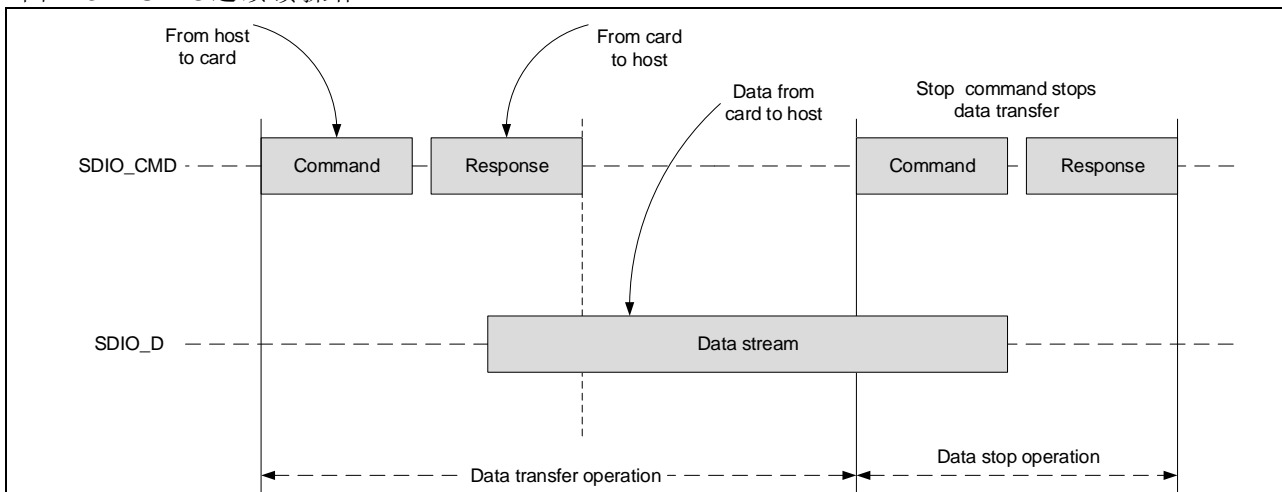 From host
to card
From card
to host
Data from
card to host
Stop command stops
data transfer
SDIO_CMD
Command
Response
Command
Response
SDIO_D
Data stream
Data transfer operation
Data stop operation